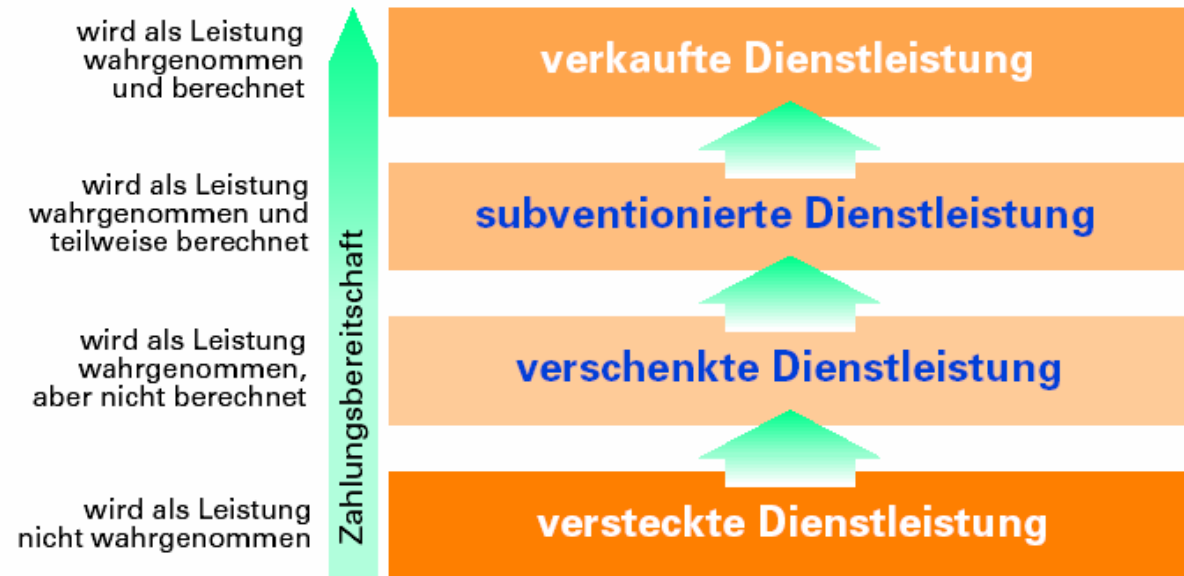 wird als Leistung
wahrgenommen
und berechnet
verkaufte Dienstleistung
wird als Leistung
wahrgenommen und
teilweise berechnet
subventionierte Dienstleistung
Zahlungsbereitschaft
wird als Leistung
wahrgenommen,
aber nicht berechnet
verschenkte Dienstleistung
wird als Leistung
nicht wahrgenommen
versteckte Dienstleistung